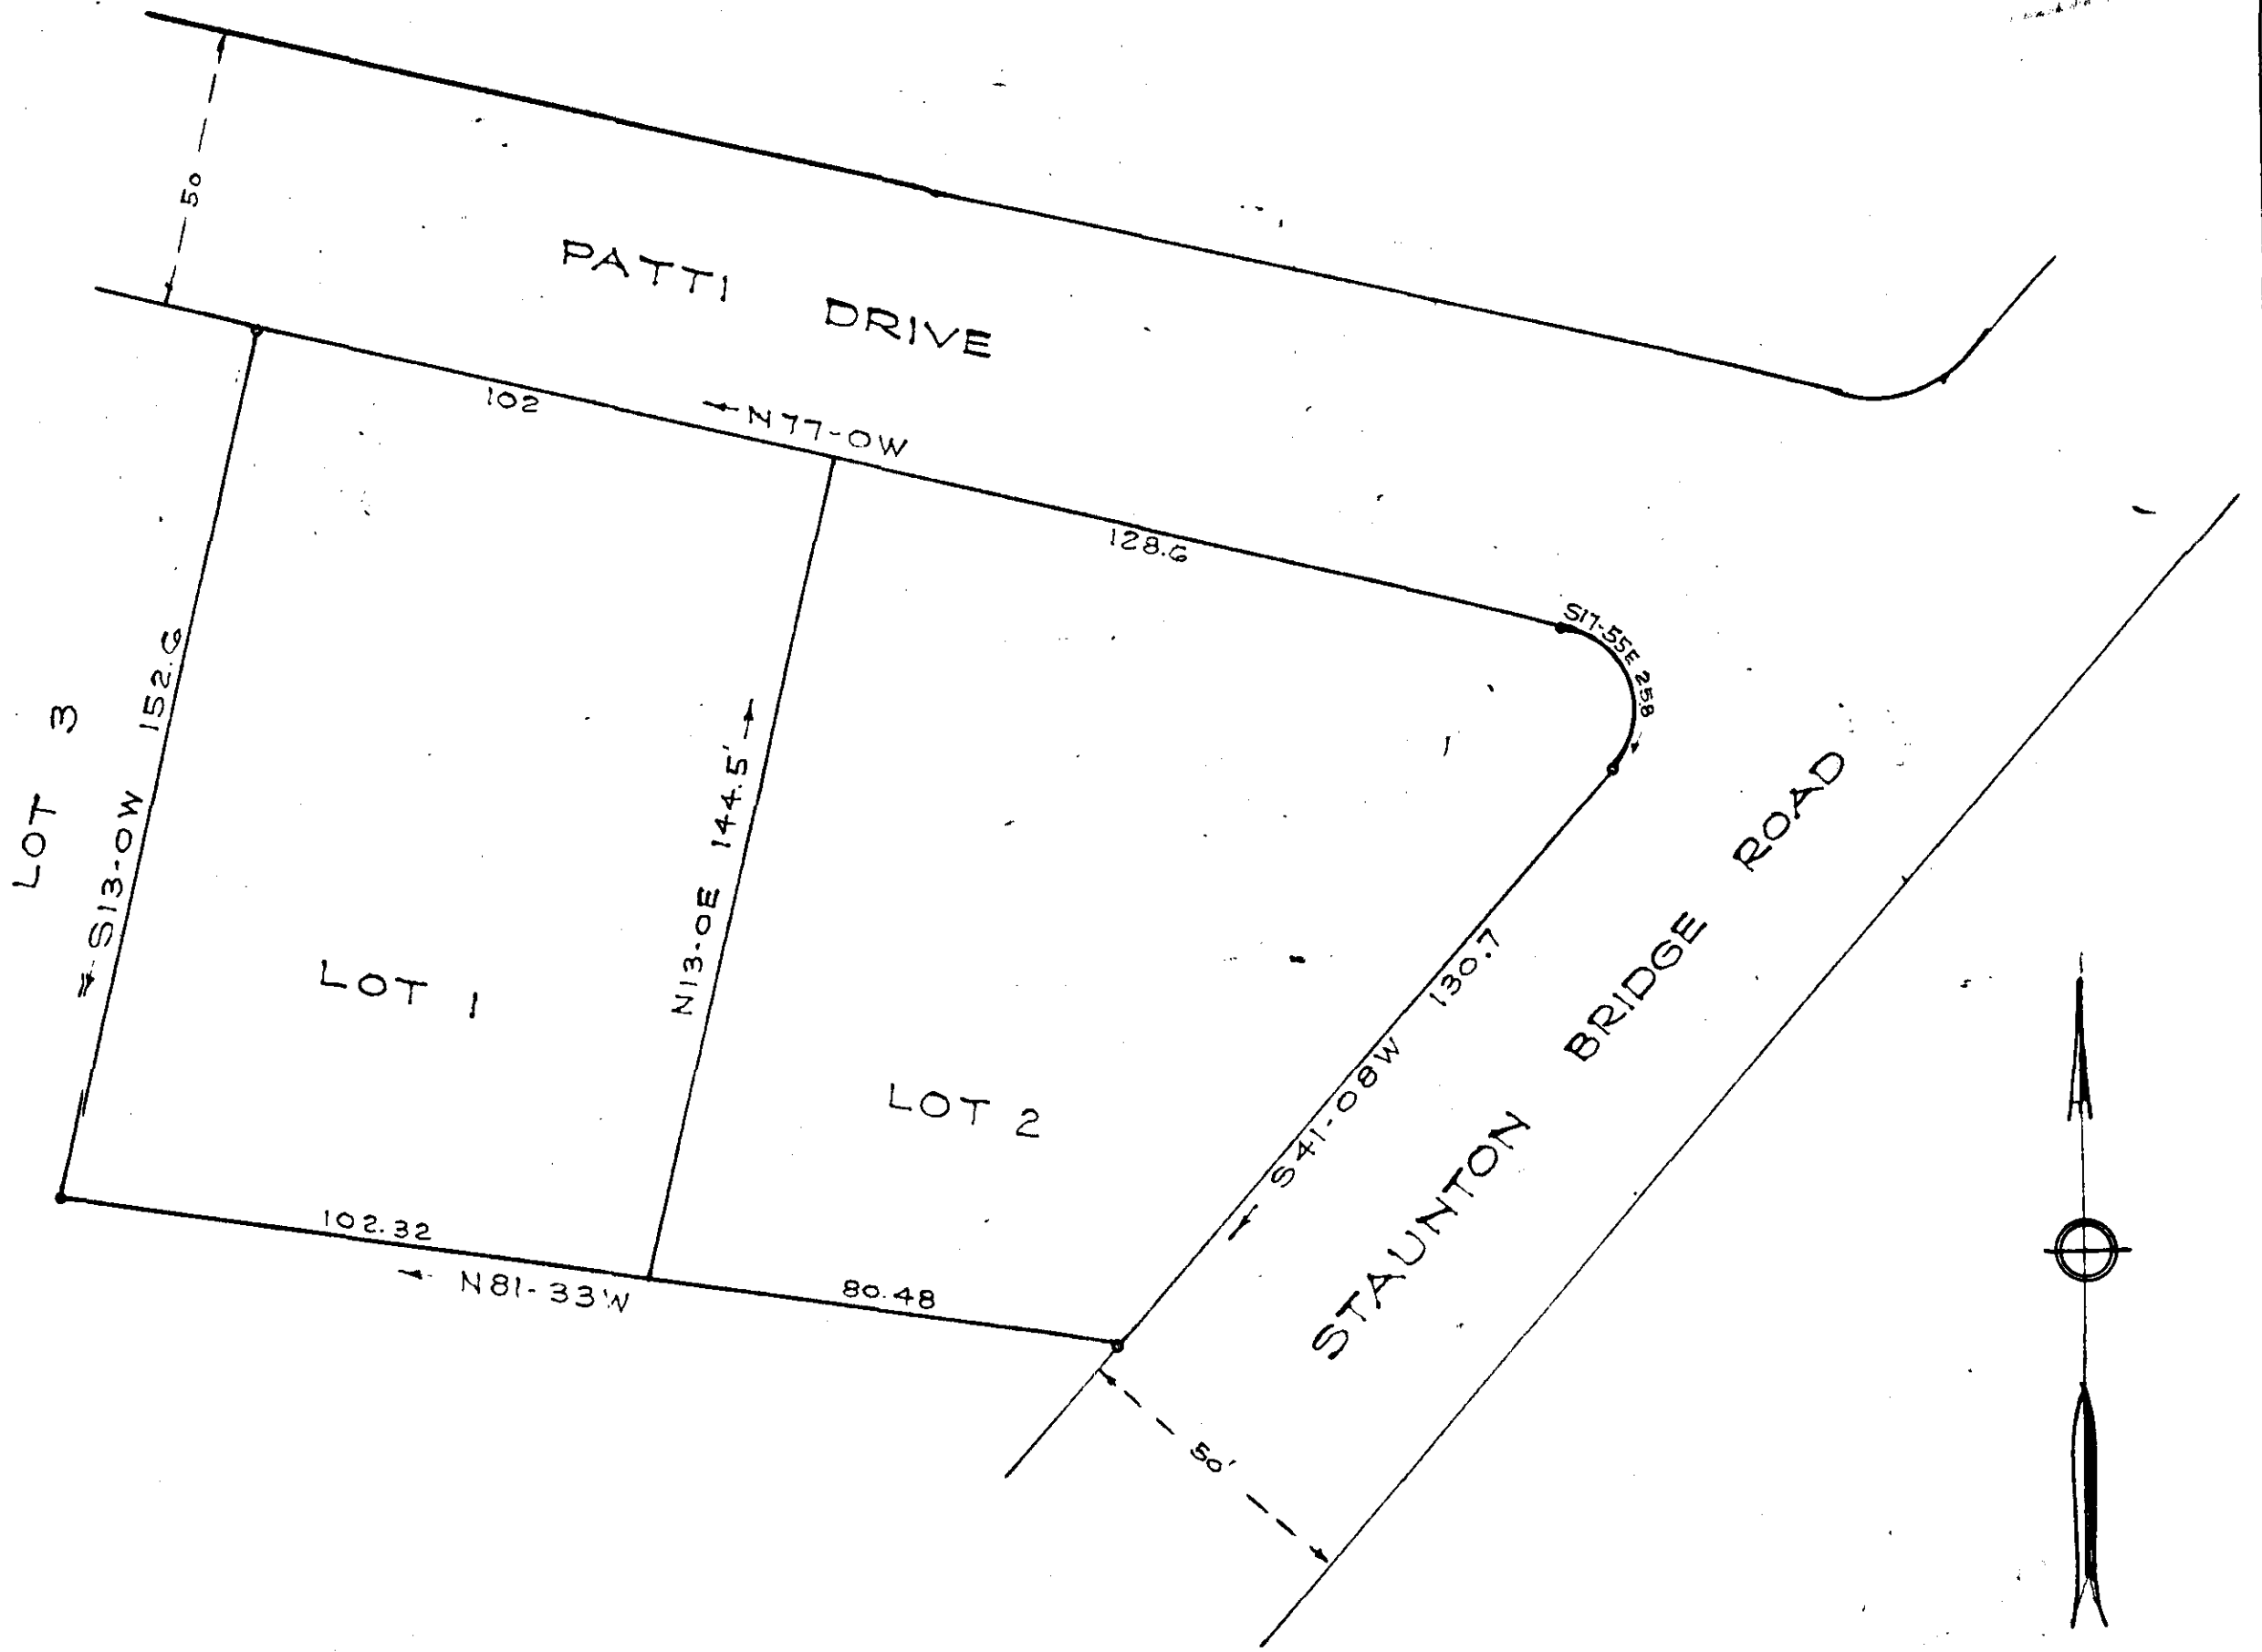 50
PATTI DRIVE
102
N77-0W
128.6
S17-55E 25.8
LOT 3
S13-0W 152.6
N13-0E 144.5'
LOT 1
LOT 2
S41-08W 130.7
STAUNTON BRIDGE ROAD
102.32
N81-33'W
80.48
50'